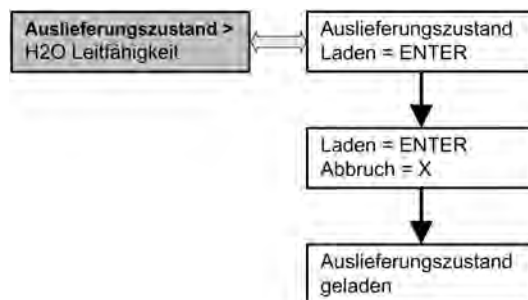 Auslieferungszustand >
H2O Leitfähigkeit
Auslieferungszustand
Laden = ENTER
Laden = ENTER
Abbruch = X
Auslieferungszustand
geladen